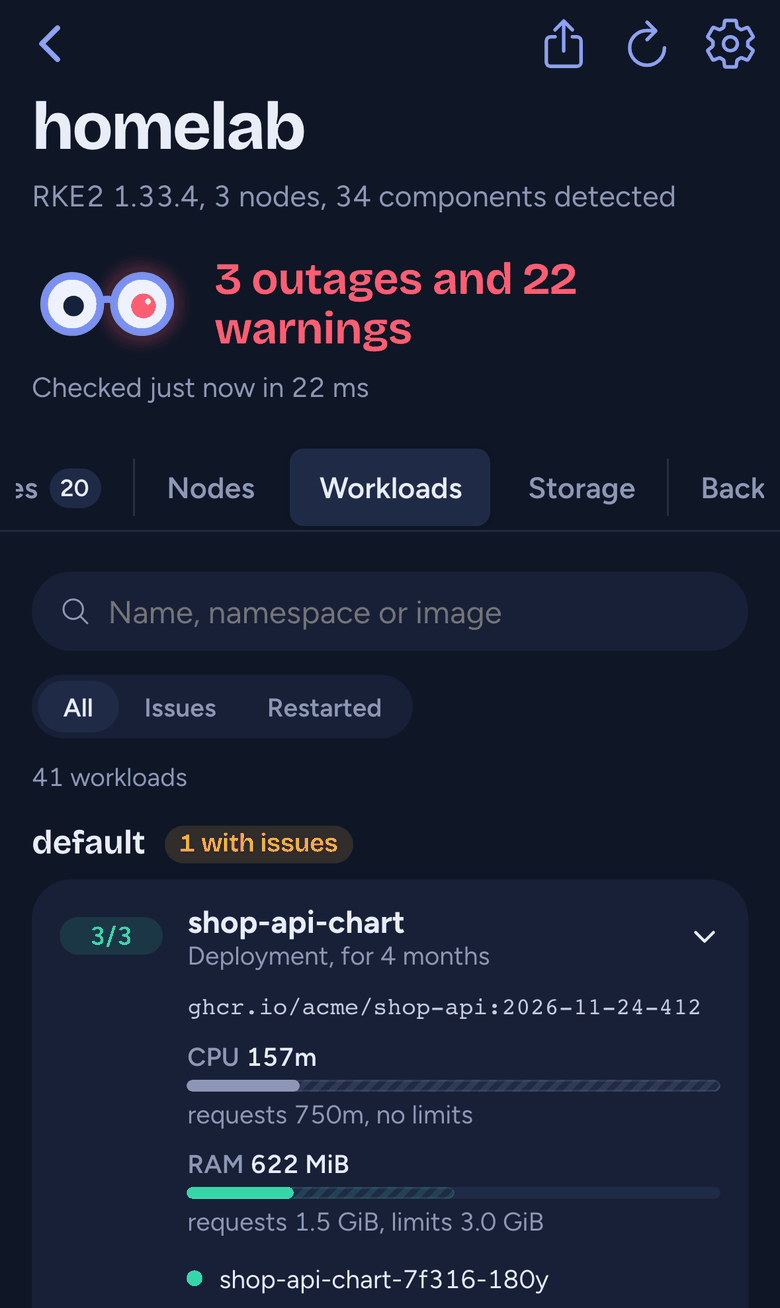 homelab
RKE2 1.33.4, 3 nodes, 34 components detected
3 outages and 22
warnings
Checked just now in 22 ms
es 20 Nodes Workloads Storage Back
Name, namespace or image
All Issues Restarted
41 workloads
default 1 with issues
3/3 shop-api-chart
Deployment, for 4 months
ghcr.io/acme/shop-api:2026-11-24-412
CPU 157m
requests 750m, no limits
RAM 622 MiB
requests 1.5 GiB, limits 3.0 GiB
shop-api-chart-7f316-180y